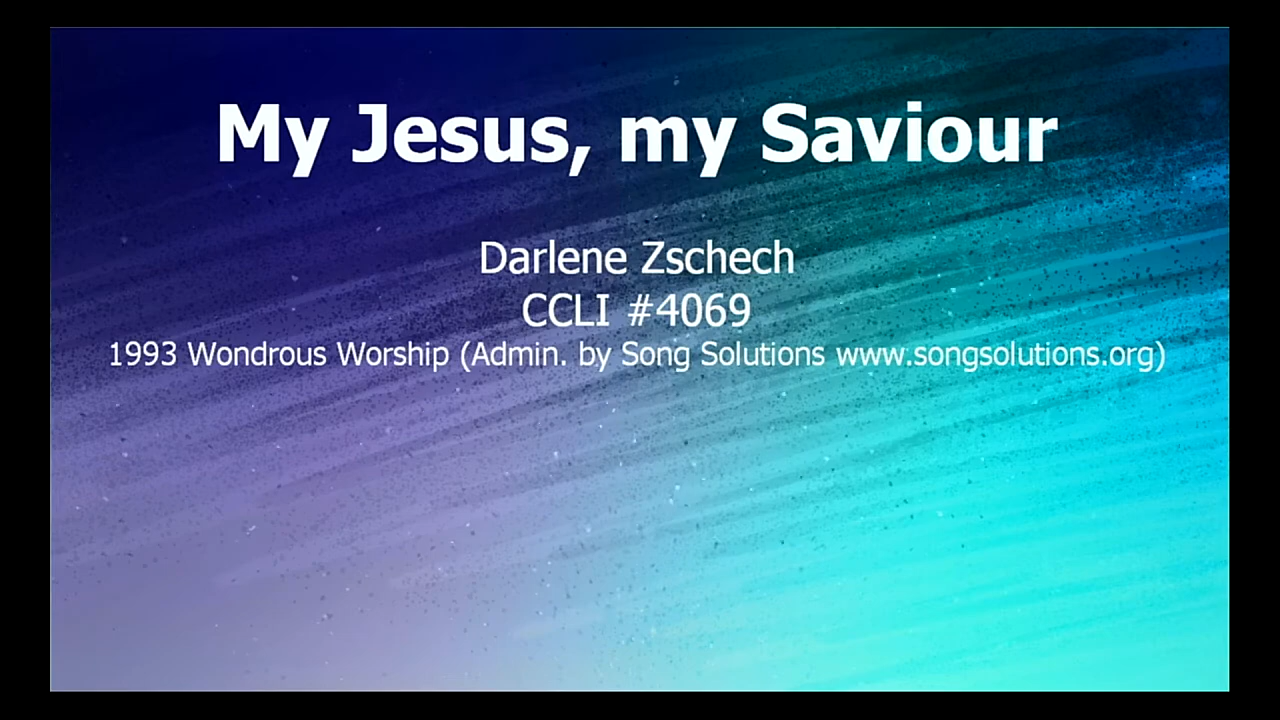 My Jesus, my Saviour
Darlene Zschech
CCLI #4069
1993 Wondrous Worship (Admin. by Song Solutions www.songsolutions.org)